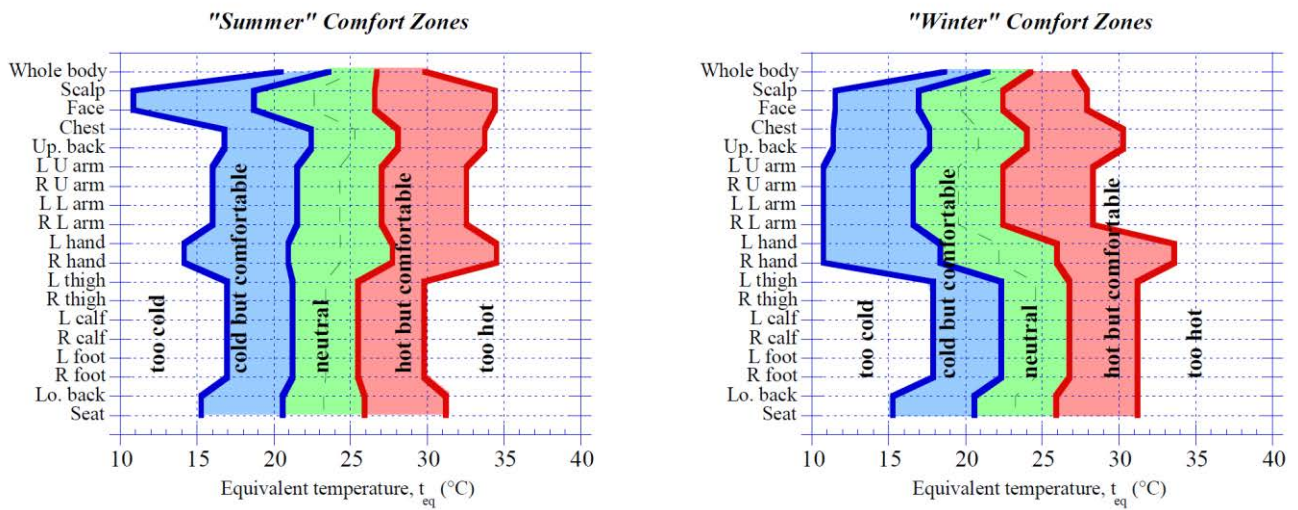 "Summer" Comfort Zones
Whole body
Scalp
Face
Chest
Up. back
L U arm
R U arm
L L arm
R L arm
L hand
R hand
L thigh
R thigh
L calf
R calf
L foot
R foot
Lo. back
Seat
too cold
cold but comfortable
neutral
hot but comfortable
too hot
10 15 20 25 30 35 40
Equivalent temperature, t_eq (°C)
"Winter" Comfort Zones
Whole body
Scalp
Face
Chest
Up. back
L U arm
R U arm
L L arm
R L arm
L hand
R hand
L thigh
R thigh
L calf
R calf
L foot
R foot
Lo. back
Seat
too cold
cold but comfortable
neutral
hot but comfortable
too hot
10 15 20 25 30 35 40
Equivalent temperature, t_eq (°C)